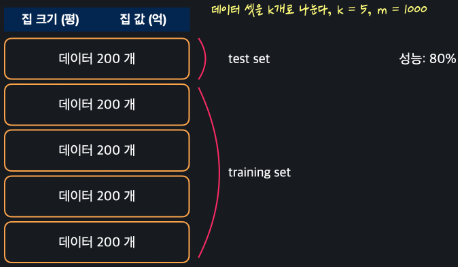 데이터 셋을 k개로 나눈다, k = 5, m = 1000
집 크기 (평) 집 값 (억)
데이터 200 개 test set 성능: 80%
데이터 200 개
데이터 200 개
training set
데이터 200 개
데이터 200 개